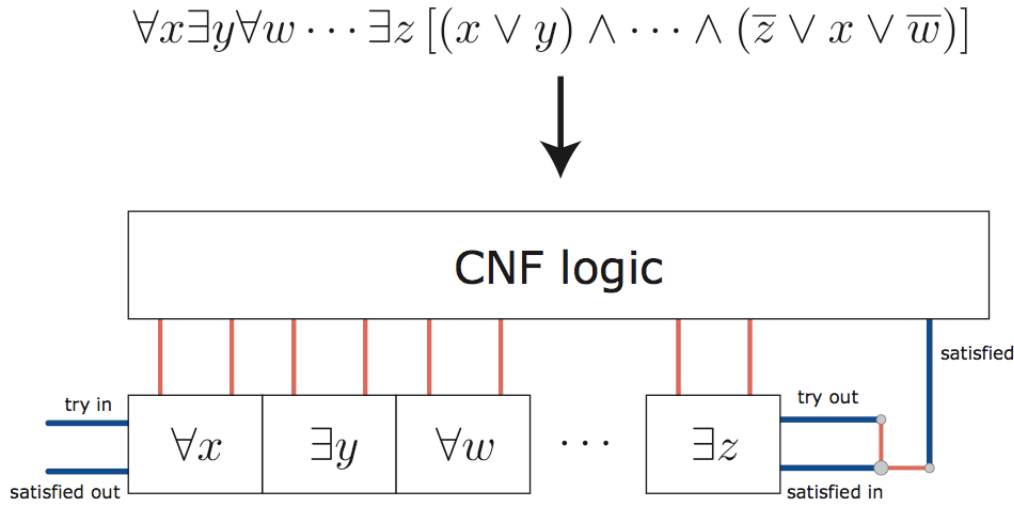 ∀x∃y∀w ⋯ ∃z [(x ∨ y) ∧ ⋯ ∧ (z̅ ∨ x ∨ w̅)]
CNF logic
satisfied
try in
try out
∀x ∃y ∀w ⋯ ∃z
satisfied out
satisfied in